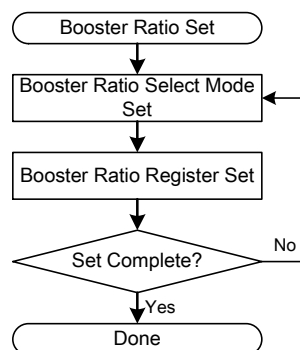 Booster Ratio Set
Booster Ratio Select Mode
Set
Booster Ratio Register Set
Set Complete?
No
Yes
Done